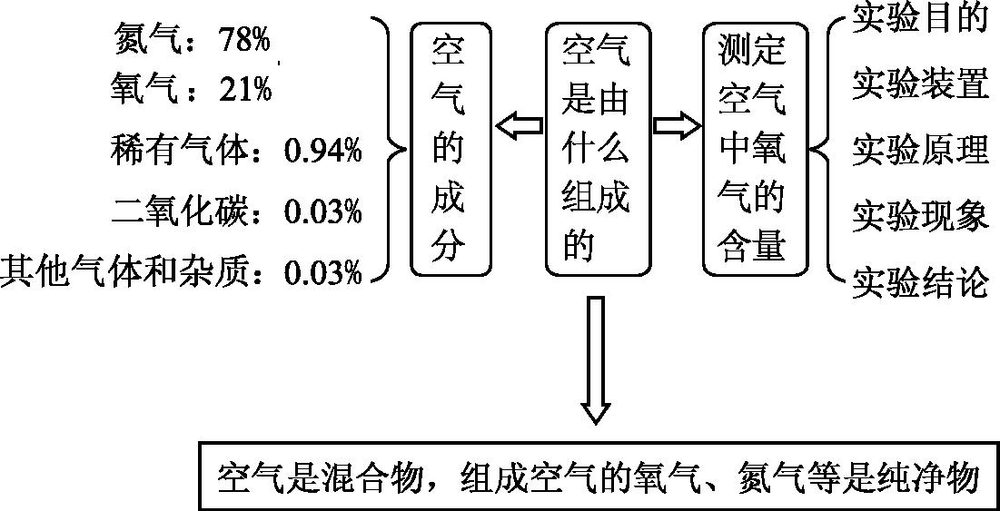 氮气：78%
氧气：21%
稀有气体：0.94%
二氧化碳：0.03%
其他气体和杂质：0.03%
空
气
的
成
分
空气
是由
什么
组成
的
测定
空气
中氧
气的
含量
实验目的
实验装置
实验原理
实验现象
实验结论
空气是混合物，组成空气的氧气、氮气等是纯净物